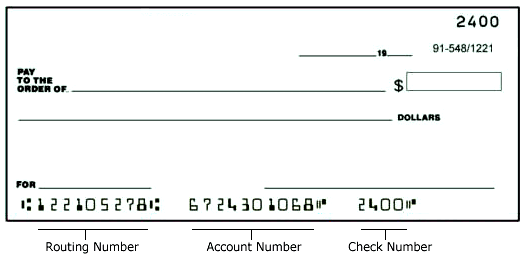 2400
19
91-548/1221
PAY
TO THE
ORDER OF
$
DOLLARS
FOR
⑆122105278⑆ 6724301068⑈ 2400⑈
Routing Number Account Number Check Number